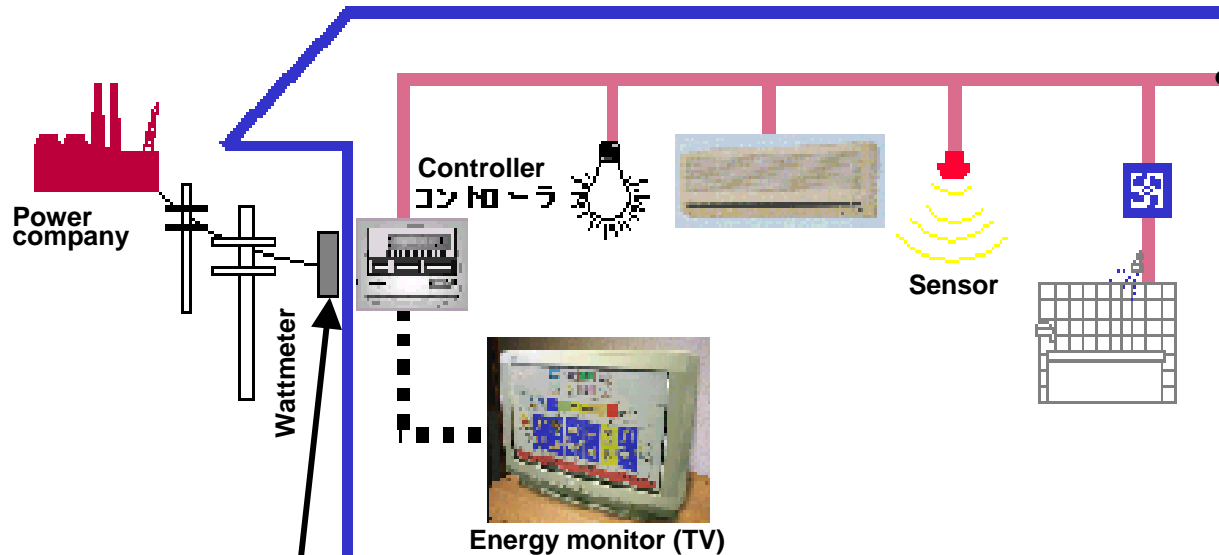 Power
company
Wattmeter
Controller
コントローラ
Sensor
Energy monitor (TV)